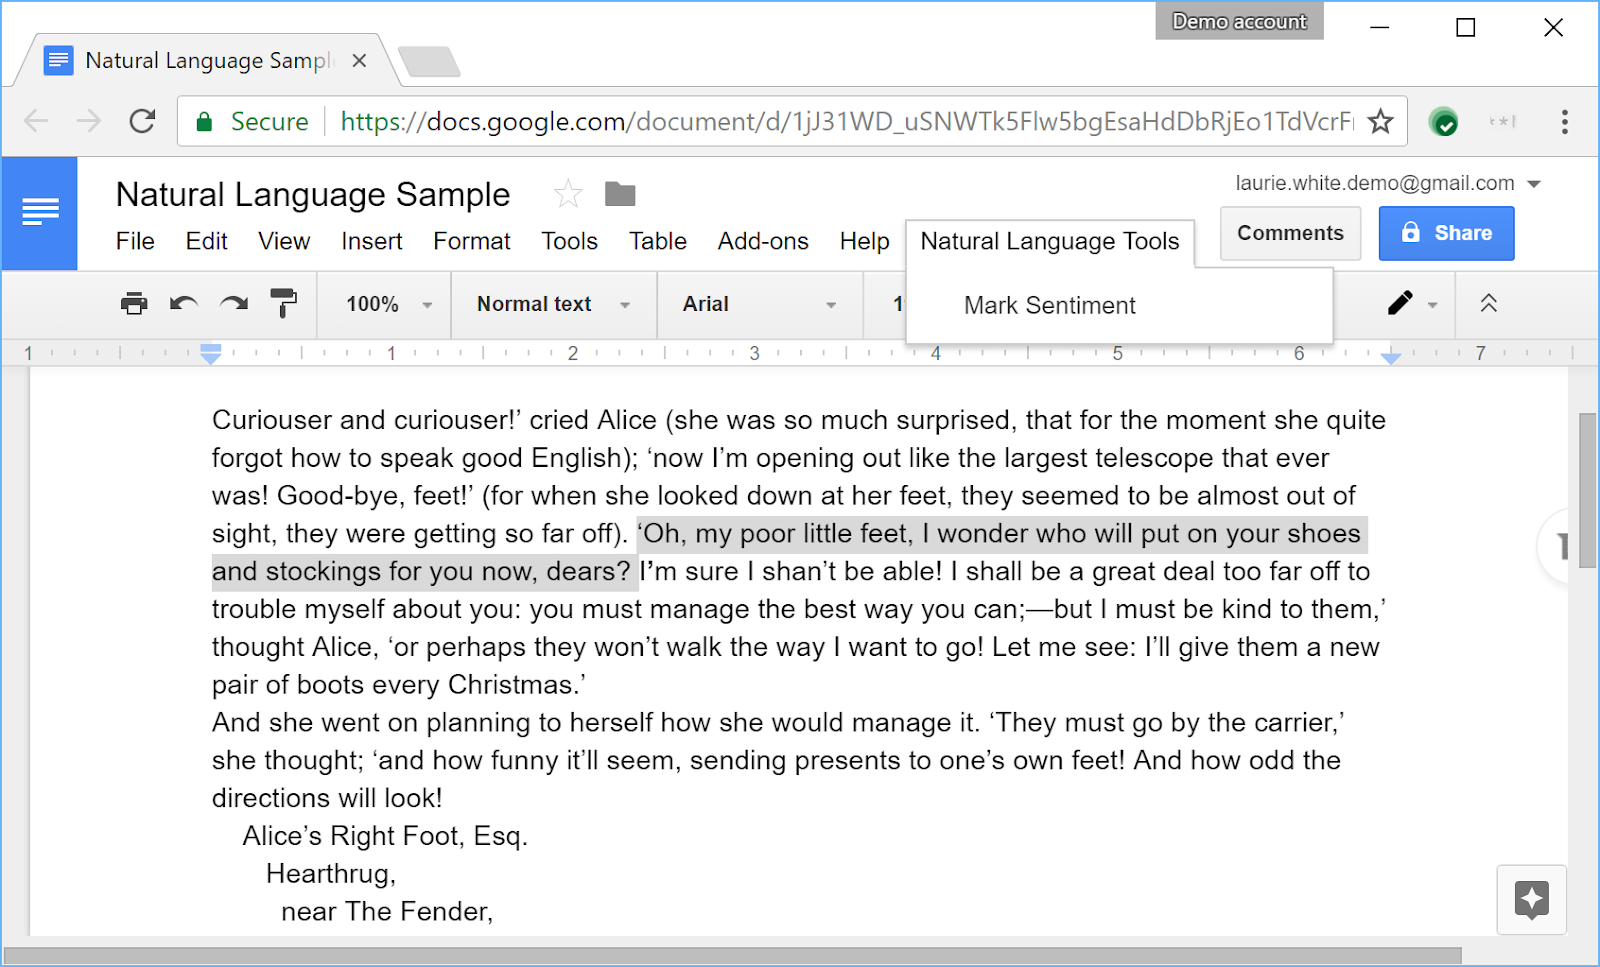 Demo account
Natural Language Sampl
Secure https://docs.google.com/document/d/1jJ31WD_uSNWTk5Flw5bgEsaHdDbRjEo1TdVcrF
Natural Language Sample
laurie.white.demo@gmail.com
File Edit View Insert Format Tools Table Add-ons Help Natural Language Tools
Comments Share
100% Normal text Arial 1
Mark Sentiment
1 1 2 3 4 5 6 7
Curiouser and curiouser!’ cried Alice (she was so much surprised, that for the moment she quite
forgot how to speak good English); ‘now I’m opening out like the largest telescope that ever
was! Good-bye, feet!’ (for when she looked down at her feet, they seemed to be almost out of
sight, they were getting so far off). ‘Oh, my poor little feet, I wonder who will put on your shoes
and stockings for you now, dears? I’m sure I shan’t be able! I shall be a great deal too far off to
trouble myself about you: you must manage the best way you can;—but I must be kind to them,’
thought Alice, ‘or perhaps they won’t walk the way I want to go! Let me see: I’ll give them a new
pair of boots every Christmas.’
And she went on planning to herself how she would manage it. ‘They must go by the carrier,’
she thought; ‘and how funny it’ll seem, sending presents to one’s own feet! And how odd the
directions will look!
Alice’s Right Foot, Esq.
Hearthrug,
near The Fender,